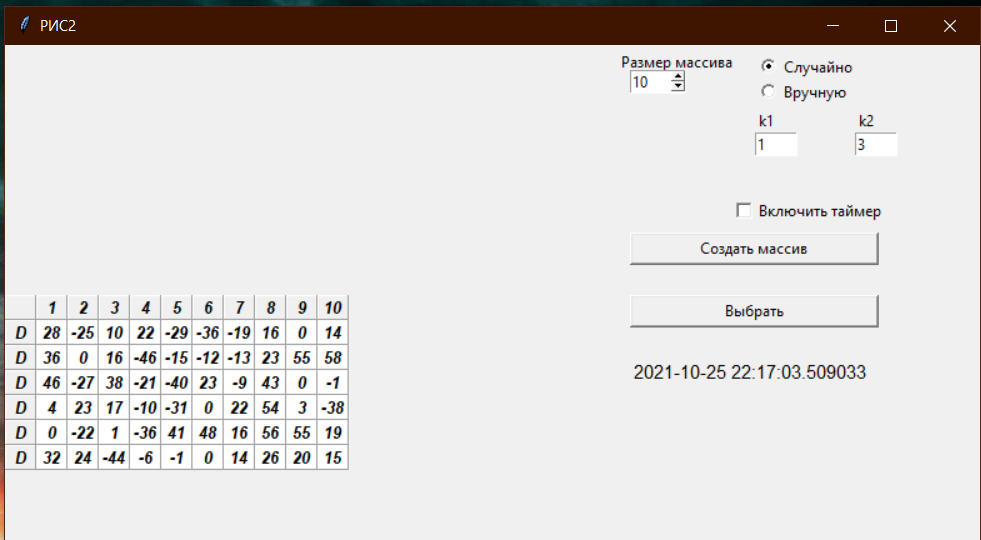 РИС2
Размер массива
10
Случайно
Вручную
k1 k2
1 3
Включить таймер
Создать массив
Выбрать
2021-10-25 22:17:03.509033
1 2 3 4 5 6 7 8 9 10
D 28 -25 10 22 -29 -36 -19 16 0 14
D 36 0 16 -46 -15 -12 -13 23 55 58
D 46 -27 38 -21 -40 23 -9 43 0 -1
D 4 23 17 -10 -31 0 22 54 3 -38
D 0 -22 1 -36 41 48 16 56 55 19
D 32 24 -44 -6 -1 0 14 26 20 15